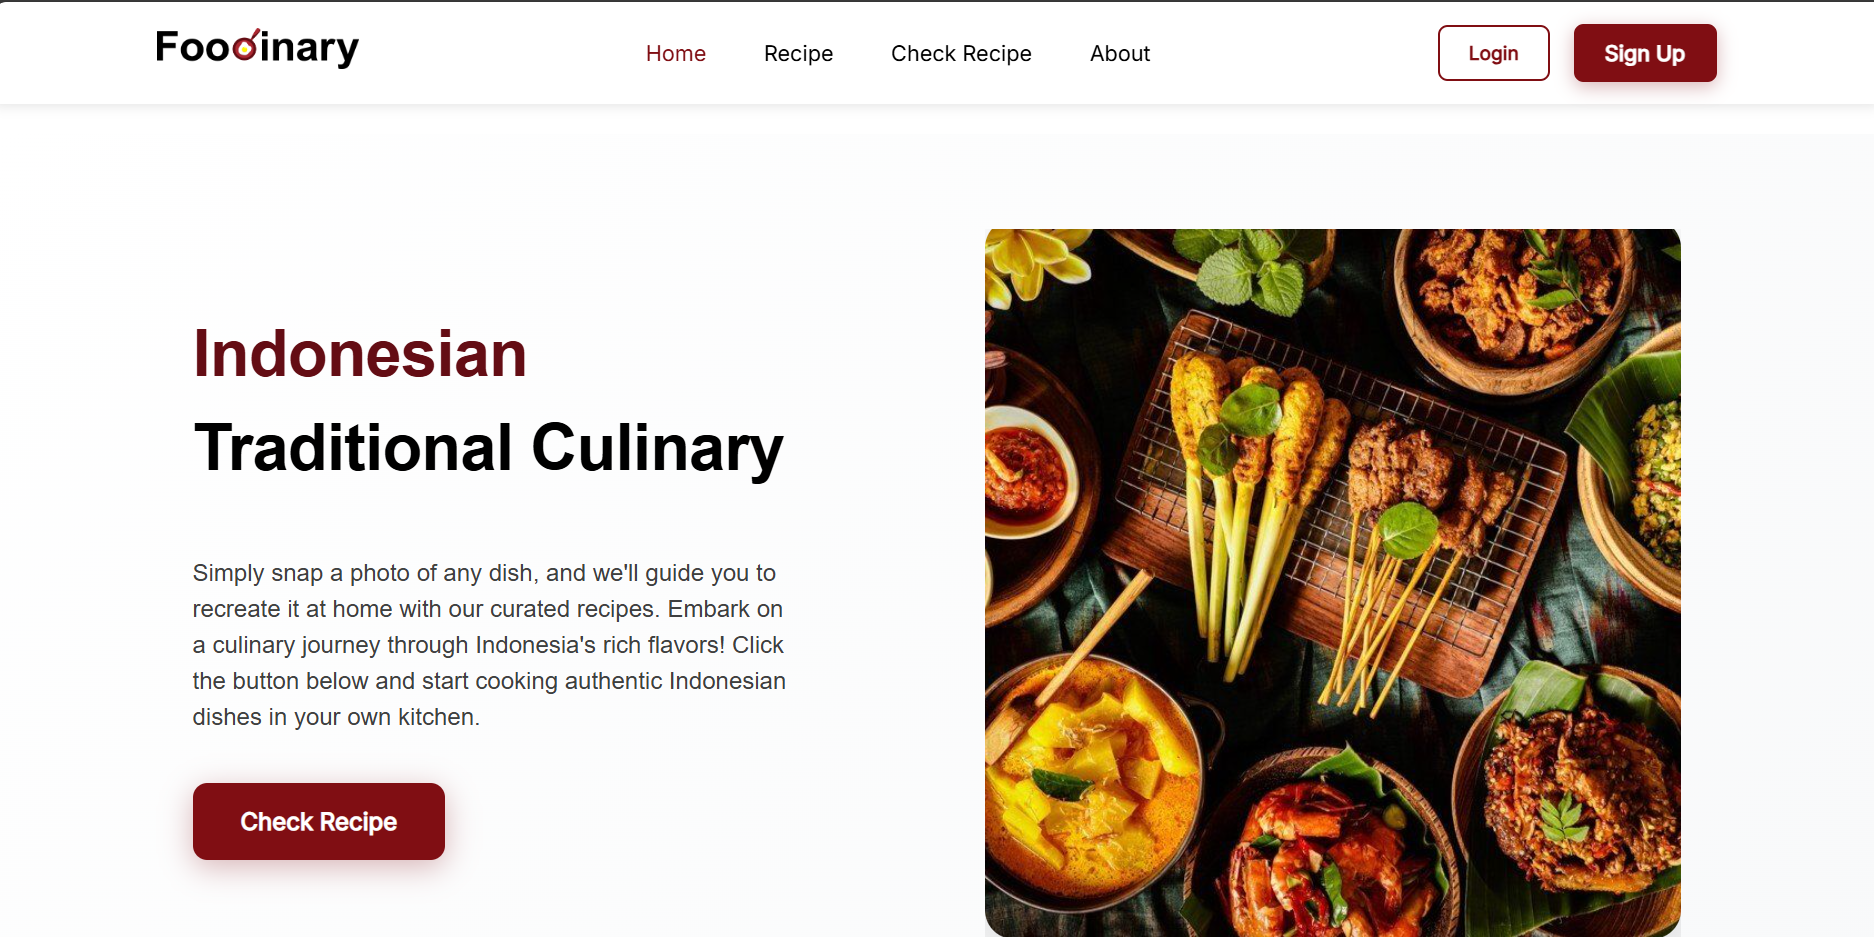 Foodinary
Home
Recipe
Check Recipe
About
Login
Sign Up
Indonesian
Traditional Culinary
Simply snap a photo of any dish, and we'll guide you to
recreate it at home with our curated recipes. Embark on
a culinary journey through Indonesia's rich flavors! Click
the button below and start cooking authentic Indonesian
dishes in your own kitchen.
Check Recipe